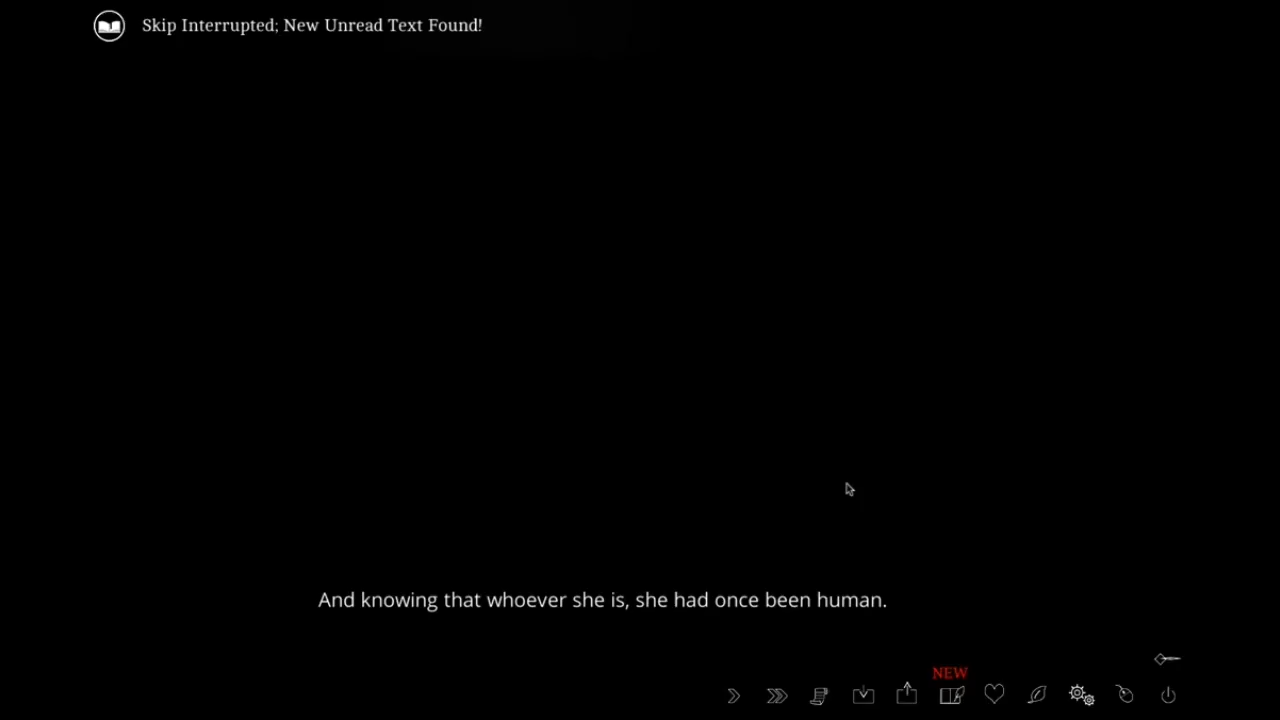 Skip Interrupted; New Unread Text Found!
And knowing that whoever she is, she had once been human.
NEW